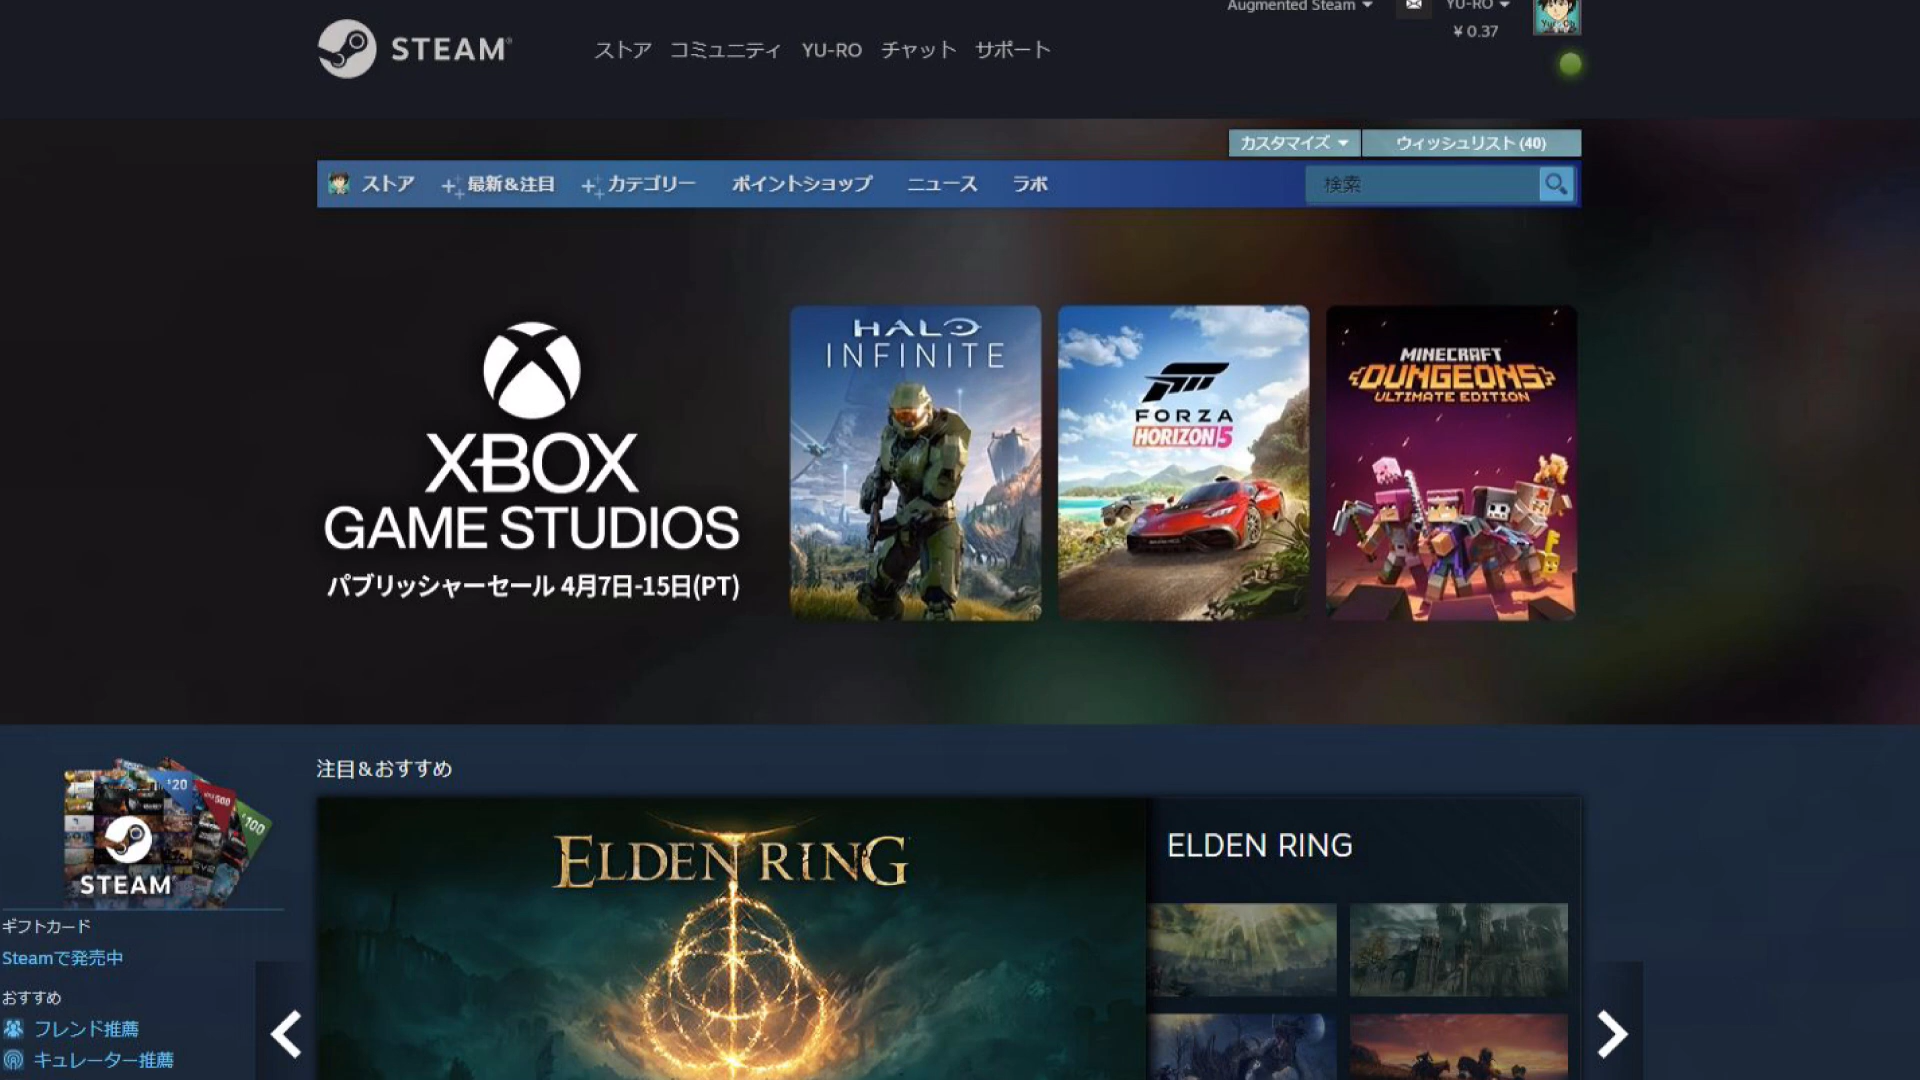 Augmented Steam
YU-RO
¥ 0.37
STEAM
ストア コミュニティ YU-RO チャット サポート
カスタマイズ
ウィッシュリスト (40)
ストア 最新&注目 カテゴリー ポイントショップ ニュース ラボ
検索
XBOX
GAME STUDIOS
パブリッシャーセール 4月7日-15日(PT)
HALO
INFINITE
FORZA
HORIZON 5
MINECRAFT
DUNGEONS
ULTIMATE EDITION
注目&おすすめ
20
500
100
STEAM
ギフトカード
Steamで発売中
おすすめ
フレンド推薦
キュレーター推薦
ELDEN RING
ELDEN RING